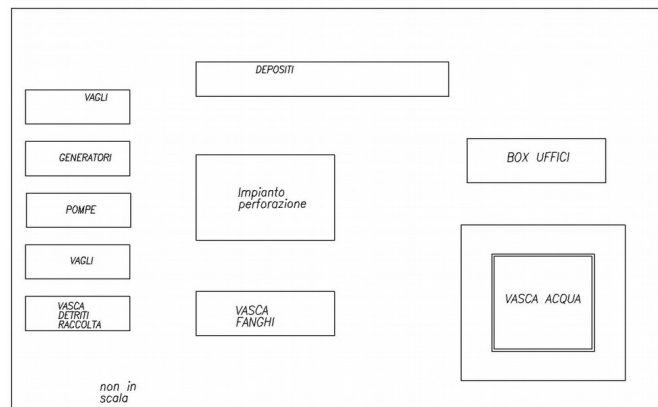 DEPOSITI
VAGLI
GENERATORI
BOX UFFICI
Impianto
perforazione
POMPE
VAGLI
VASCA
DETRITI
RACCOLTA
VASCA
FANGHI
VASCA ACQUA
non in
scala